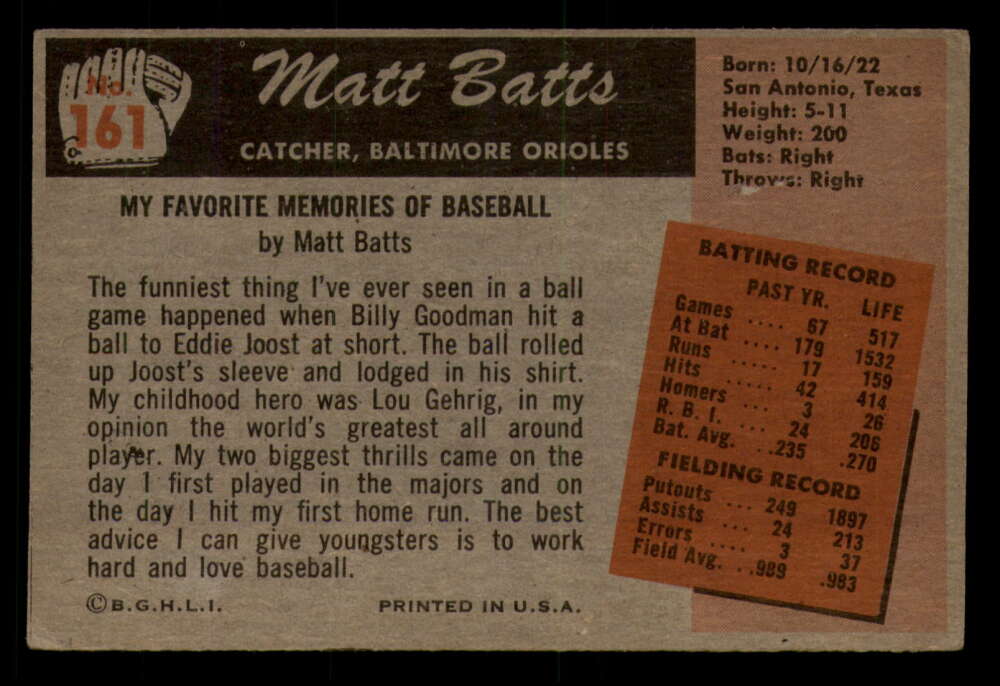 No.
161
Matt Batts
CATCHER, BALTIMORE ORIOLES
Born: 10/16/22
San Antonio, Texas
Height: 5-11
Weight: 200
Bats: Right
Throws: Right
MY FAVORITE MEMORIES OF BASEBALL
by Matt Batts
The funniest thing I've ever seen in a ball
game happened when Billy Goodman hit a
ball to Eddie Joost at short. The ball rolled
up Joost's sleeve and lodged in his shirt.
My childhood hero was Lou Gehrig, in my
opinion the world's greatest all around
player. My two biggest thrills came on the
day I first played in the majors and on
the day I hit my first home run. The best
advice I can give youngsters is to work
hard and love baseball.
BATTING RECORD
PAST YR. LIFE
Games .... 67 517
At Bat .... 179 1532
Runs ..... 17 159
Hits ..... 42 414
Homers ... 3 26
R. B. I. ... 24 206
Bat. Avg. ..235 .270
FIELDING RECORD
Putouts ... 249 1897
Assists ... 24 213
Errors .... 3 37
Field Avg. ..989 .983
© B.G.H.L.I. PRINTED IN U.S.A.